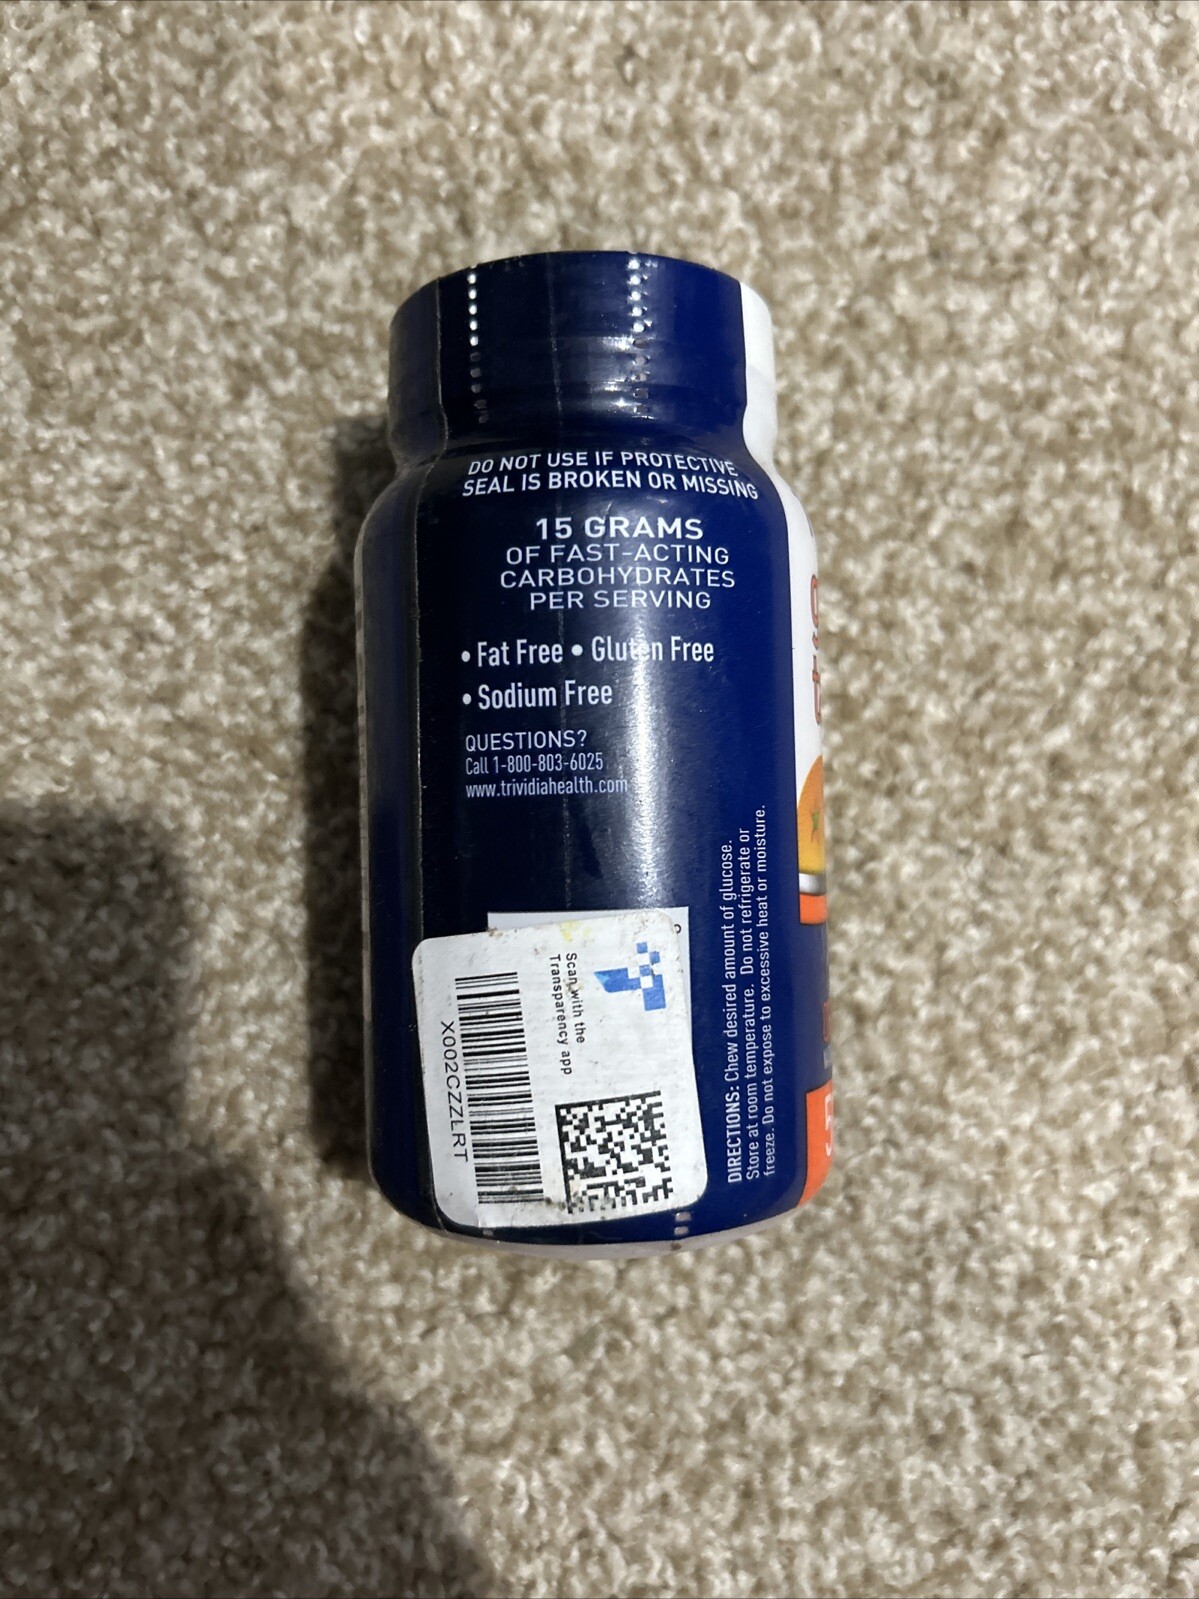 DO NOT USE IF PROTECTIVE
SEAL IS BROKEN OR MISSING
15 GRAMS
OF FAST-ACTING
CARBOHYDRATES
PER SERVING
• Fat Free • Gluten Free
• Sodium Free
QUESTIONS?
Call 1-800-803-6025
www.trividiahealth.com
DIRECTIONS: Chew desired amount of glucose.
Store at room temperature. Do not refrigerate or
freeze. Do not expose to excessive heat or moisture.
Scan with the
Transparency app
X002CZZLRT